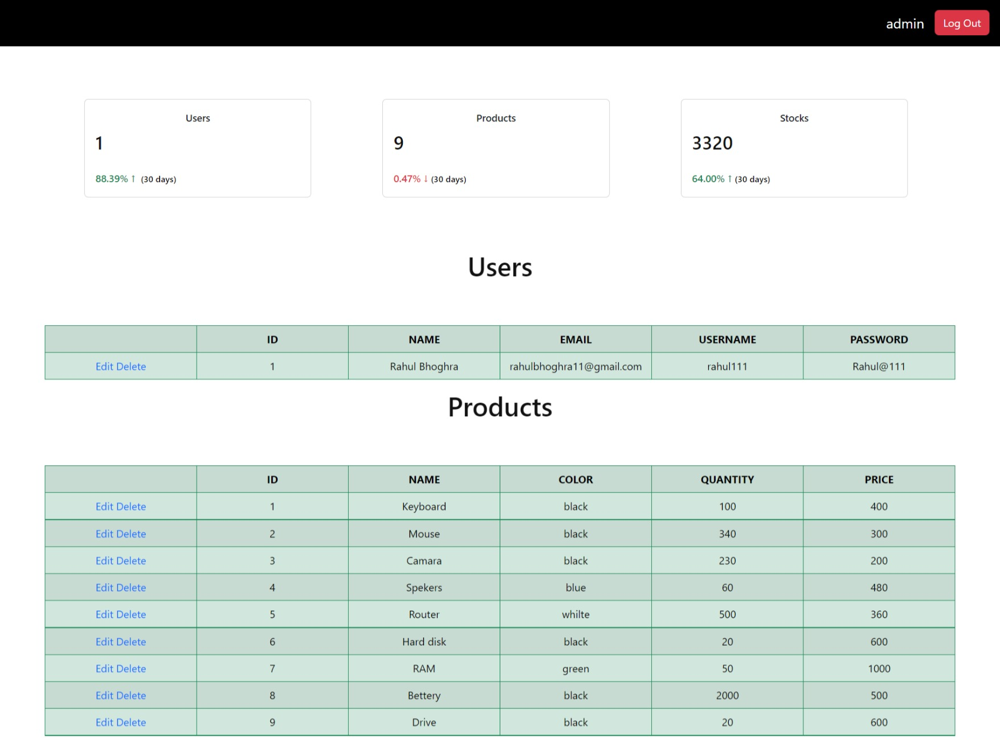 admin Log Out
Users Products Stocks
1 9 3320
88.39% ↑ (30 days) 0.47% ↓ (30 days) 64.00% ↑ (30 days)
Users
ID NAME EMAIL USERNAME PASSWORD
Edit Delete 1 Rahul Bhoghra rahulbhoghra11@gmail.com rahul111 Rahul@111
Products
ID NAME COLOR QUANTITY PRICE
Edit Delete 1 Keyboard black 100 400
Edit Delete 2 Mouse black 340 300
Edit Delete 3 Camara black 230 200
Edit Delete 4 Spekers blue 60 480
Edit Delete 5 Router whilte 500 360
Edit Delete 6 Hard disk black 20 600
Edit Delete 7 RAM green 50 1000
Edit Delete 8 Bettery black 2000 500
Edit Delete 9 Drive black 20 600